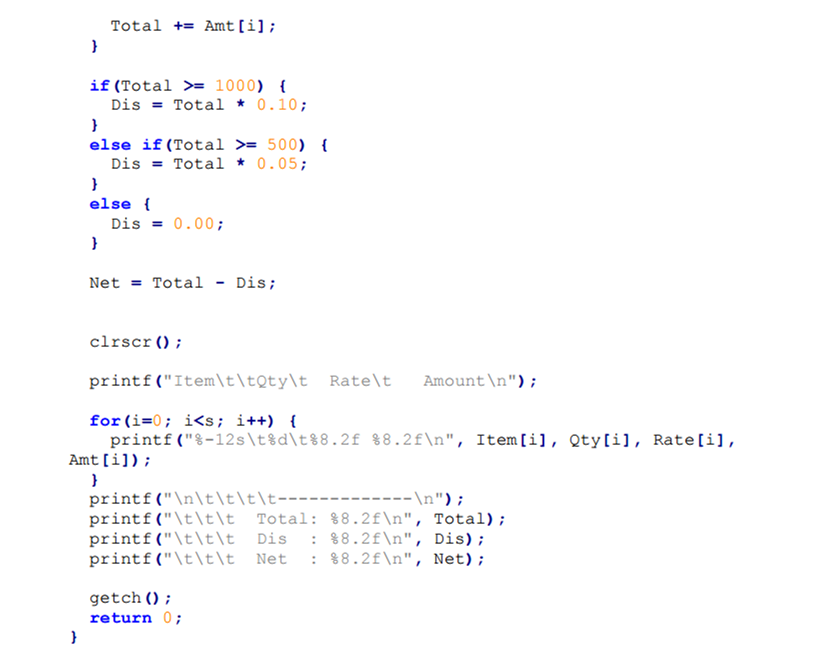 Total += Amt[i];
  }
  if(Total >= 1000) {
    Dis = Total * 0.10;
  }
  else if(Total >= 500) {
    Dis = Total * 0.05;
  }
  else {
    Dis = 0.00;
  }
  Net = Total - Dis;
  clrscr();
  printf("Item\t\tQty\t  Rate\t   Amount\n");
  for(i=0; i<s; i++) {
    printf("%-12s\t%d\t%8.2f %8.2f\n", Item[i], Qty[i], Rate[i],
Amt[i]);
  }
  printf("\n\t\t\t\t-------------\n");
  printf("\t\t\t  Total: %8.2f\n", Total);
  printf("\t\t\t  Dis  : %8.2f\n", Dis);
  printf("\t\t\t  Net  : %8.2f\n", Net);
  getch();
  return 0;
}